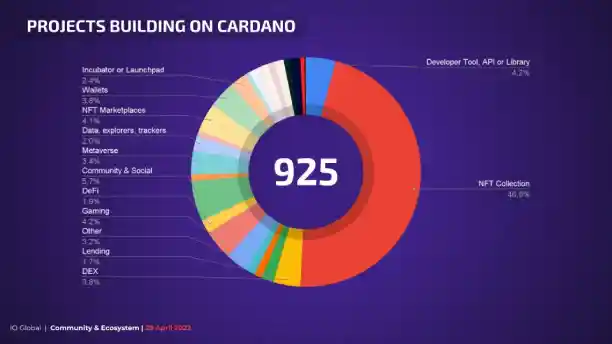 PROJECTS BUILDING ON CARDANO
Incubator or Launchpad
2.4%
Wallets
3.8%
NFT Marketplaces
4.1%
Data, explorers, trackers
2.0%
Metaverse
3.4%
Community & Social
5.7%
DeFi
1.9%
Gaming
4.2%
Other
3.2%
Lending
1.7%
DEX
3.8%
925
Developer Tool, API or Library
4.2%
NFT Collection
46.8%
IO Global | Community & Ecosystem | 29 April 2022